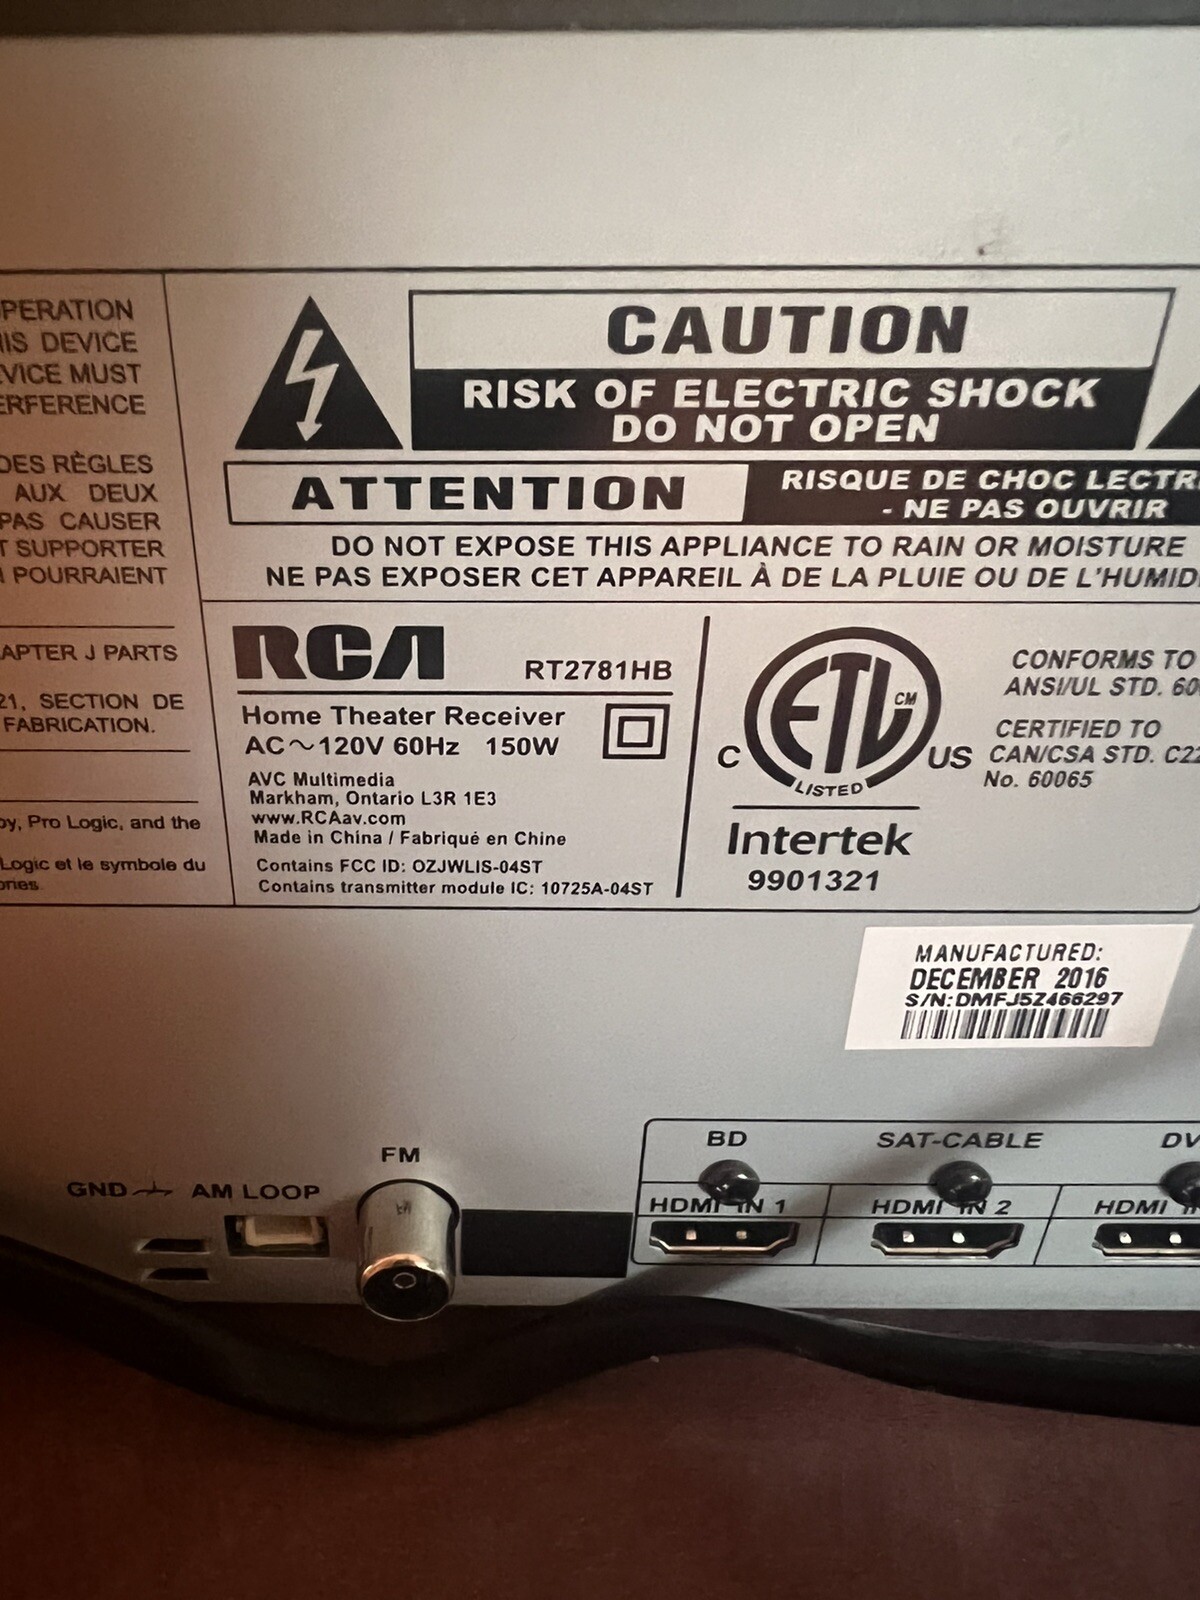 PERATION
IS DEVICE
VICE MUST
ERFERENCE
DES RÈGLES
AUX DEUX
PAS CAUSER
T SUPPORTER
POURRAIENT
APTER J PARTS
21, SECTION DE
FABRICATION.
by, Pro Logic, and the
Logic et le symbole du
CAUTION
RISK OF ELECTRIC SHOCK
DO NOT OPEN
ATTENTION
RISQUE DE CHOC LECTRI
- NE PAS OUVRIR
DO NOT EXPOSE THIS APPLIANCE TO RAIN OR MOISTURE
NE PAS EXPOSER CET APPAREIL À DE LA PLUIE OU DE L'HUMID
RCA
RT2781HB
Home Theater Receiver
AC~120V 60Hz 150W
AVC Multimedia
Markham, Ontario L3R 1E3
www.RCAav.com
Made in China / Fabriqué en Chine
Contains FCC ID: OZJWLIS-04ST
Contains transmitter module IC: 10725A-04ST
ETL CM
C US
LISTED
Intertek
9901321
CONFORMS TO
ANSI/UL STD. 60
CERTIFIED TO
CAN/CSA STD. C22
No. 60065
MANUFACTURED:
DECEMBER 2016
S/N:DMFJ5Z466297
BD
SAT-CABLE
DV
FM
GND
AM LOOP
HDMI IN 1
HDMI IN 2
HDMI IN